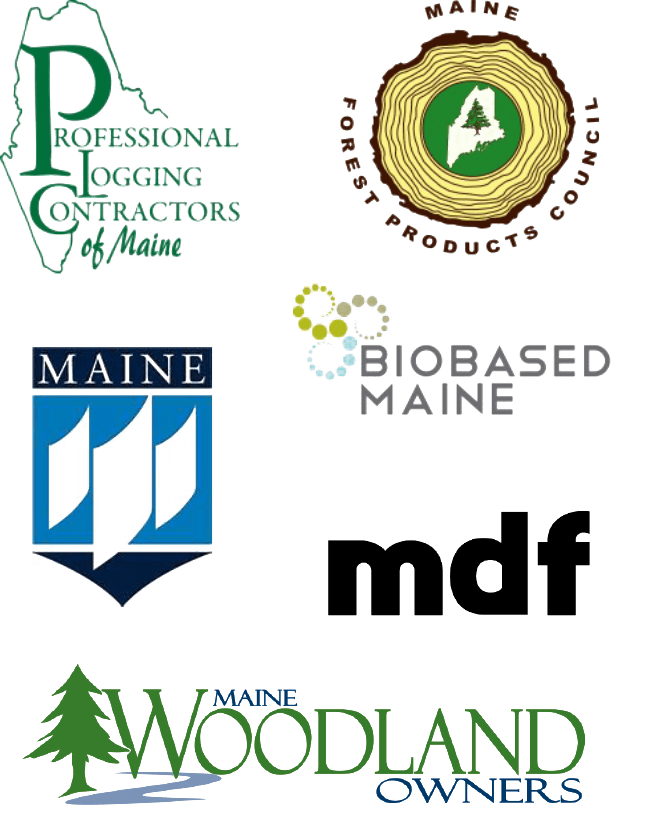 PROFESSIONAL
LOGGING
CONTRACTORS
of Maine
MAINE
FOREST PRODUCTS COUNCIL
BIOBASED
MAINE
MAINE
mdf
MAINE
WOODLAND
OWNERS